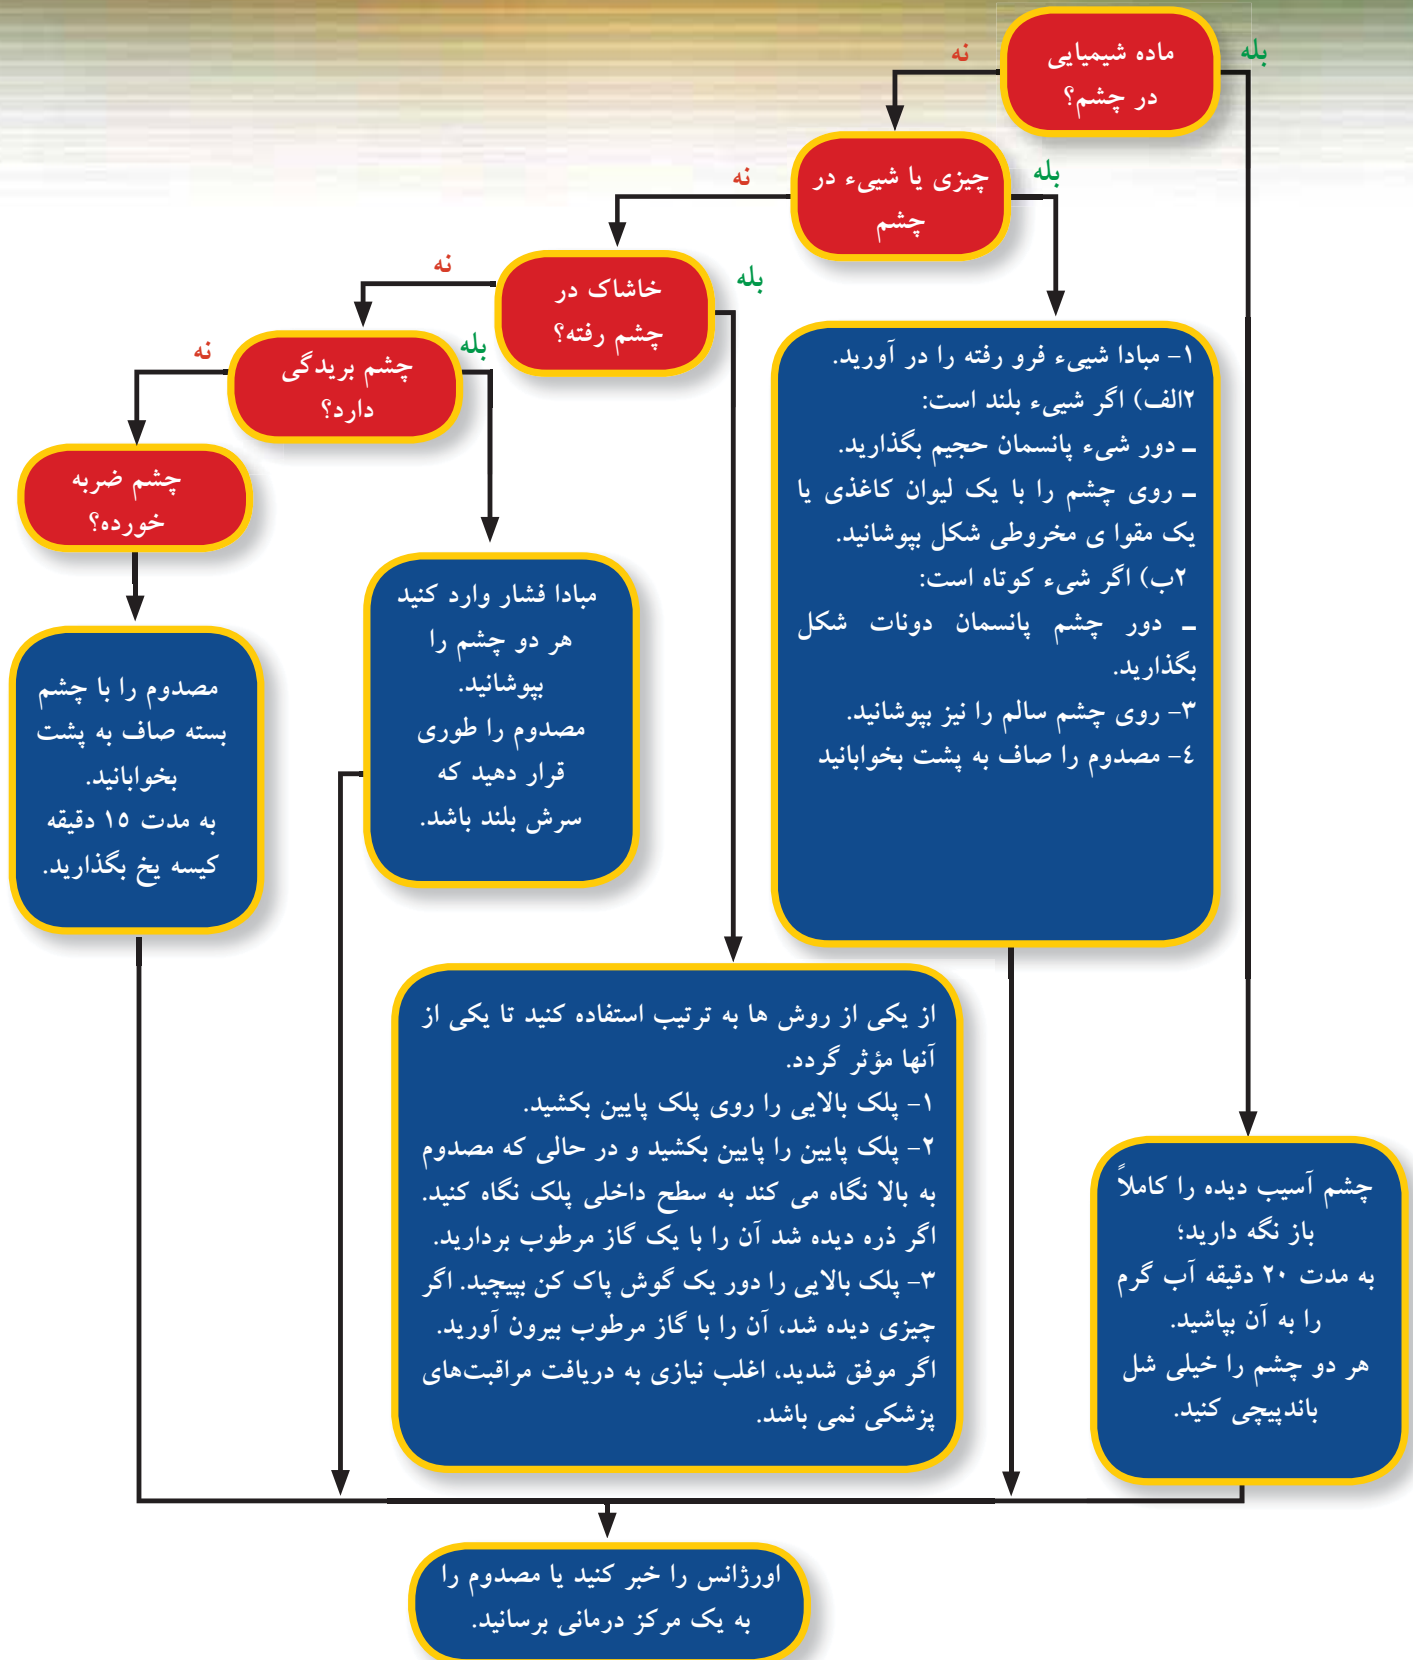 ماده شیمیایی
در چشم؟
بله
نه
چیزی یا شییء در
چشم
بله
نه
خاشاک در
چشم رفته؟
بله
نه
چشم بریدگی
دارد؟
بله
نه
چشم ضربه
خورده؟
۱- مبادا شییء فرو رفته را در آورید.
۲الف) اگر شییء بلند است:
ـ دور شیء پانسمان حجیم بگذارید.
ـ روی چشم را با یک لیوان کاغذی یا
یک مقوا ی مخروطی شکل بپوشانید.
۲ب) اگر شیء کوتاه است:
ـ دور چشم پانسمان دونات شکل
بگذارید.
۳- روی چشم سالم را نیز بپوشانید.
٤- مصدوم را صاف به پشت بخوابانید
مبادا فشار وارد کنید
هر دو چشم را
بپوشانید.
مصدوم را طوری
قرار دهید که
سرش بلند باشد.
مصدوم را با چشم
بسته صاف به پشت
بخوابانید.
به مدت ۱٥ دقیقه
کیسه یخ بگذارید.
از یکی از روش ها به ترتیب استفاده کنید تا یکی از
آنها مؤثر گردد.
۱- پلک بالایی را روی پلک پایین بکشید.
۲- پلک پایین را پایین بکشید و در حالی که مصدوم
به بالا نگاه می کند به سطح داخلی پلک نگاه کنید.
اگر ذره دیده شد آن را با یک گاز مرطوب بردارید.
۳- پلک بالایی را دور یک گوش پاک کن بپیچید. اگر
چیزی دیده شد، آن را با گاز مرطوب بیرون آورید.
اگر موفق شدید، اغلب نیازی به دریافت مراقبت‌های
پزشکی نمی باشد.
چشم آسیب دیده را کاملاً
باز نگه دارید؛
به مدت ۲۰ دقیقه آب گرم
را به آن بپاشید.
هر دو چشم را خیلی شل
باندپیچی کنید.
اورژانس را خبر کنید یا مصدوم را
به یک مرکز درمانی برسانید.